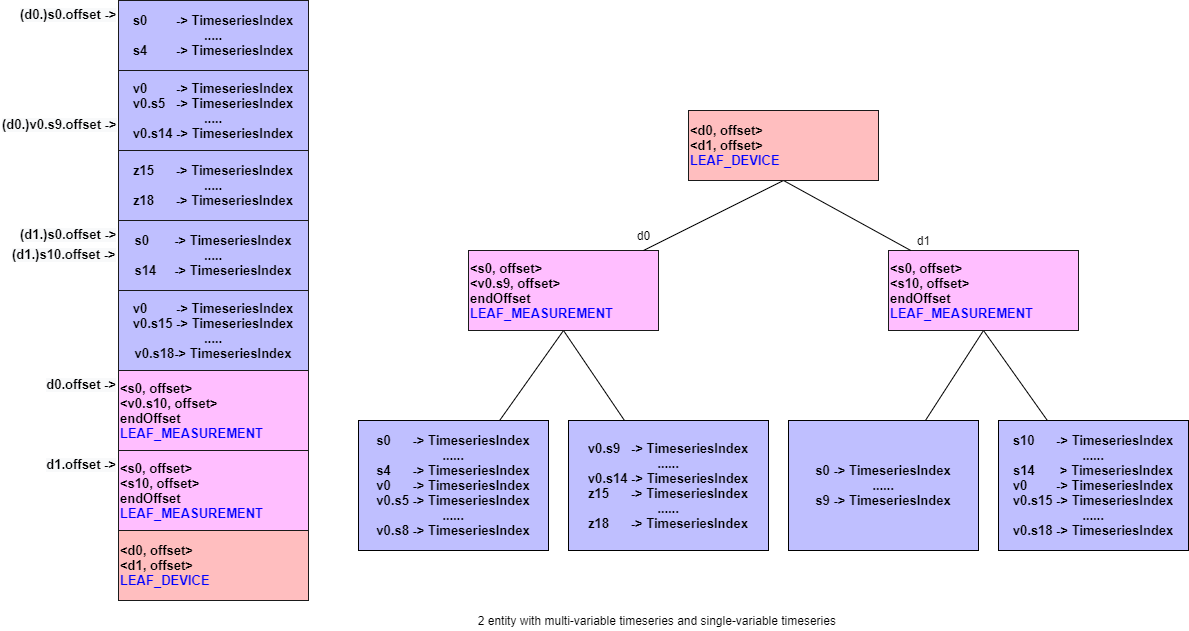 (d0.)s0.offset ->
s0 -> TimeseriesIndex
.....
s4 -> TimeseriesIndex
v0 -> TimeseriesIndex
v0.s5 -> TimeseriesIndex
.....
(d0.)v0.s9.offset ->
v0.s14 -> TimeseriesIndex
z15 -> TimeseriesIndex
.....
z18 -> TimeseriesIndex
(d1.)s0.offset ->
s0 -> TimeseriesIndex
(d1.)s10.offset ->
.....
s14 -> TimeseriesIndex
v0 -> TimeseriesIndex
v0.s15 -> TimeseriesIndex
.....
v0.s18-> TimeseriesIndex
d0.offset ->
<s0, offset>
<v0.s10, offset>
endOffset
LEAF_MEASUREMENT
d1.offset ->
<s0, offset>
<s10, offset>
endOffset
LEAF_MEASUREMENT
<d0, offset>
<d1, offset>
LEAF_DEVICE
<d0, offset>
<d1, offset>
LEAF_DEVICE
d0
d1
<s0, offset>
<v0.s9, offset>
endOffset
LEAF_MEASUREMENT
<s0, offset>
<s10, offset>
endOffset
LEAF_MEASUREMENT
s0 -> TimeseriesIndex
......
s4 -> TimeseriesIndex
v0 -> TimeseriesIndex
v0.s5 -> TimeseriesIndex
......
v0.s8 -> TimeseriesIndex
v0.s9 -> TimeseriesIndex
......
v0.s14 -> TimeseriesIndex
z15 -> TimeseriesIndex
......
z18 -> TimeseriesIndex
s0 -> TimeseriesIndex
......
s9 -> TimeseriesIndex
s10 -> TimeseriesIndex
......
s14 > TimeseriesIndex
v0 -> TimeseriesIndex
v0.s15 -> TimeseriesIndex
......
v0.s18 -> TimeseriesIndex
2 entity with multi-variable timeseries and single-variable timeseries